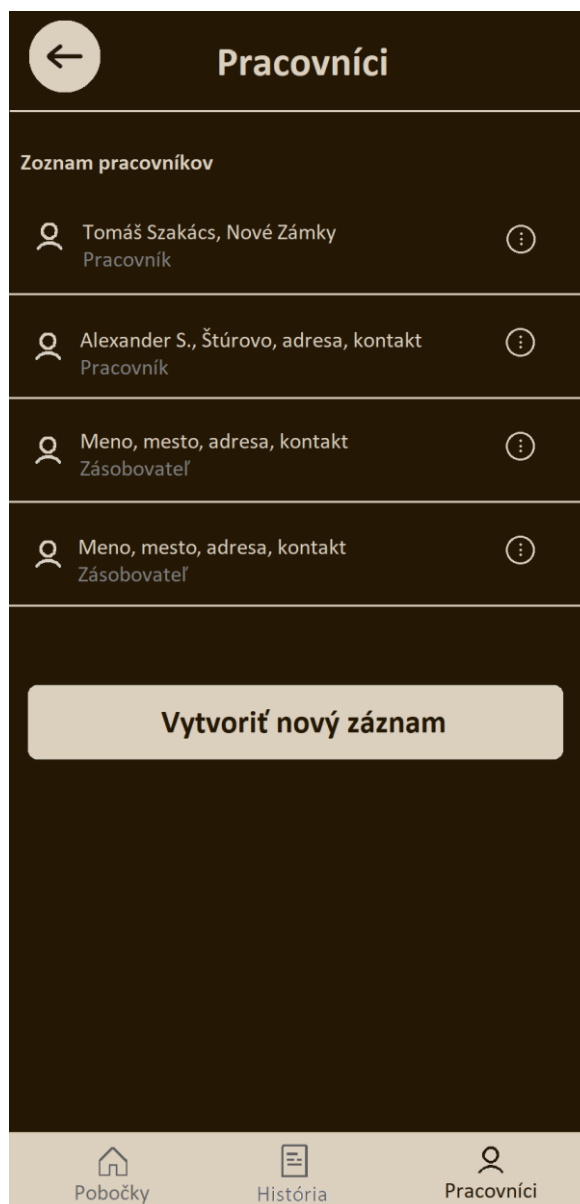 Pracovníci
Zoznam pracovníkov
Tomáš Szakács, Nové Zámky
Pracovník
Alexander S., Štúrovo, adresa, kontakt
Pracovník
Meno, mesto, adresa, kontakt
Zásobovateľ
Meno, mesto, adresa, kontakt
Zásobovateľ
Vytvoriť nový záznam
Pobočky
História
Pracovníci